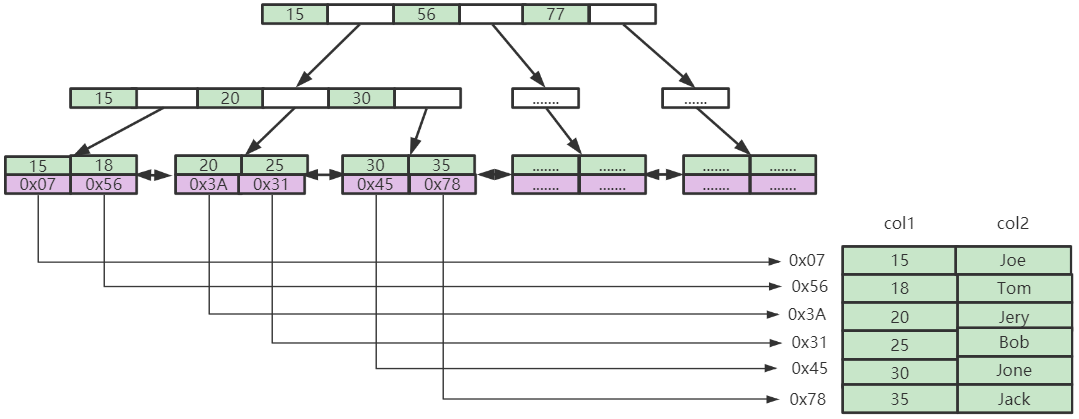 15 56 77
15 20 30 ....... ......
15 18 20 25 30 35 ....... ....... ....... .......
0x07 0x56 0x3A 0x31 0x45 0x78 ....... ....... ....... .......
col1 col2
0x07 15 Joe
0x56 18 Tom
0x3A 20 Jery
0x31 25 Bob
0x45 30 Jone
0x78 35 Jack